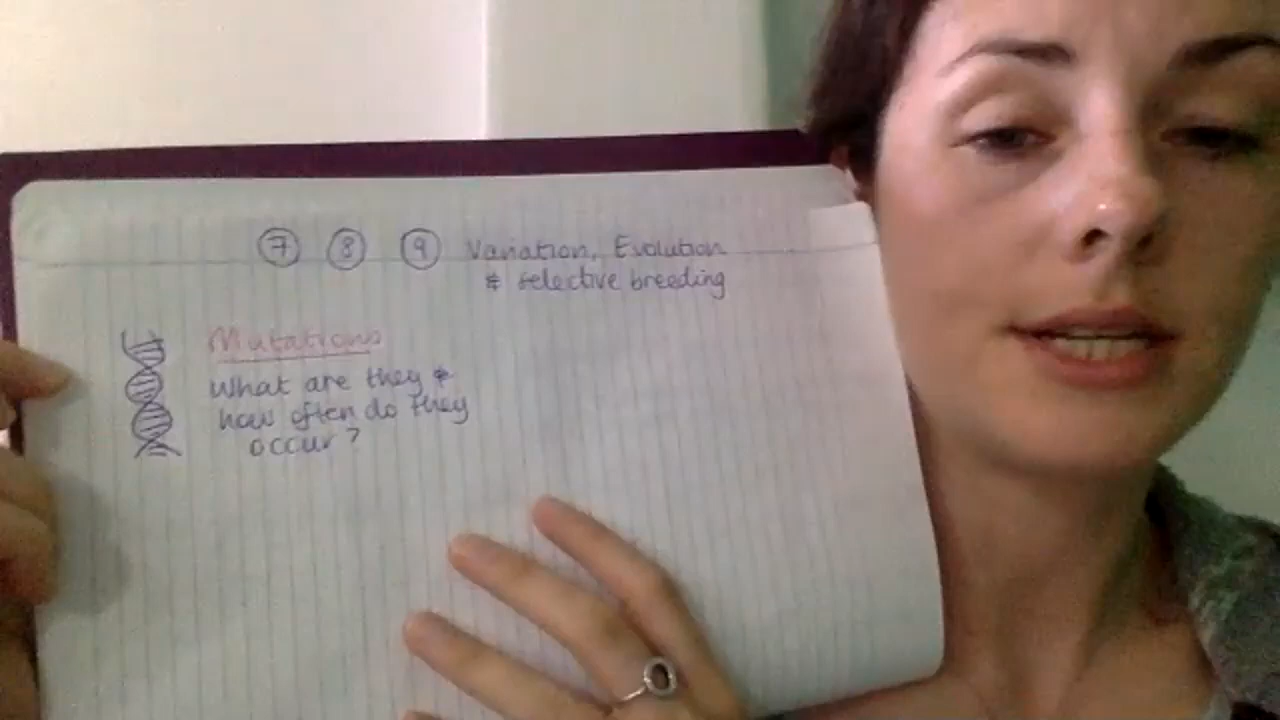 7 8 9 Variation, Evolution
& selective breeding
Mutations
What are they &
how often do they
occur?